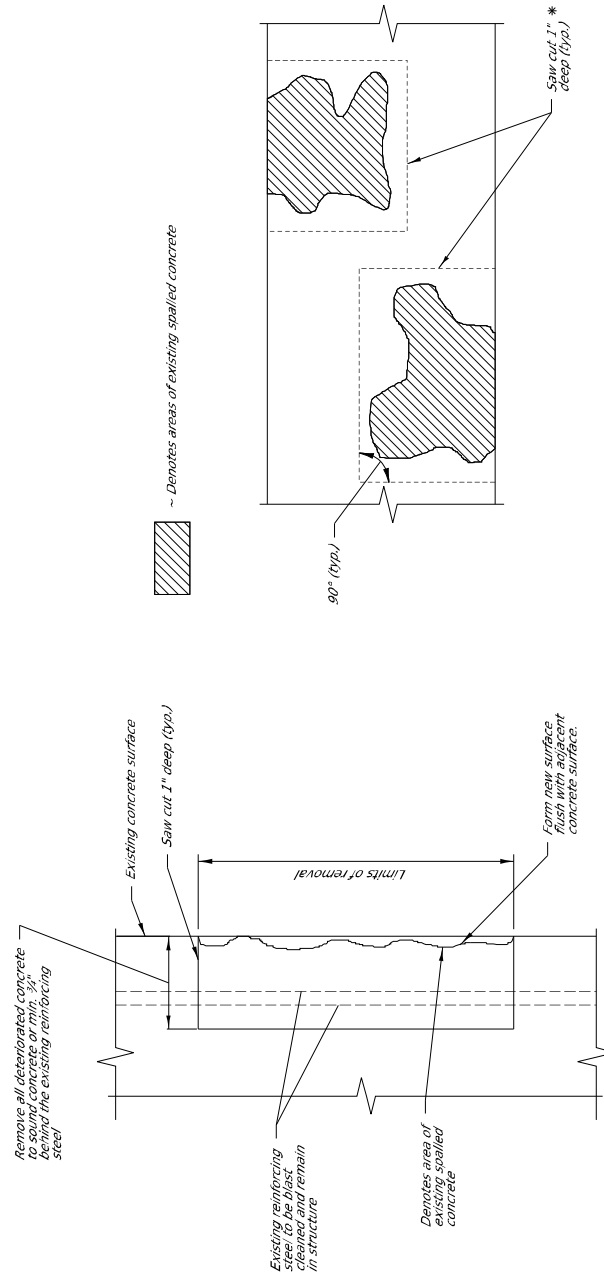 Remove all deteriorated concrete
to sound concrete or min. ¾"
behind the existing reinforcing
steel
Existing concrete surface
Saw cut 1" deep (typ.)
Limits of removal
Existing reinforcing
steel to be blast
cleaned and remain
in structure
Denotes area of
existing spalled
concrete
Form new surface
flush with adjacent
concrete surface.
~ Denotes areas of existing spalled concrete
90° (typ.)
Saw cut 1" *
deep (typ.)